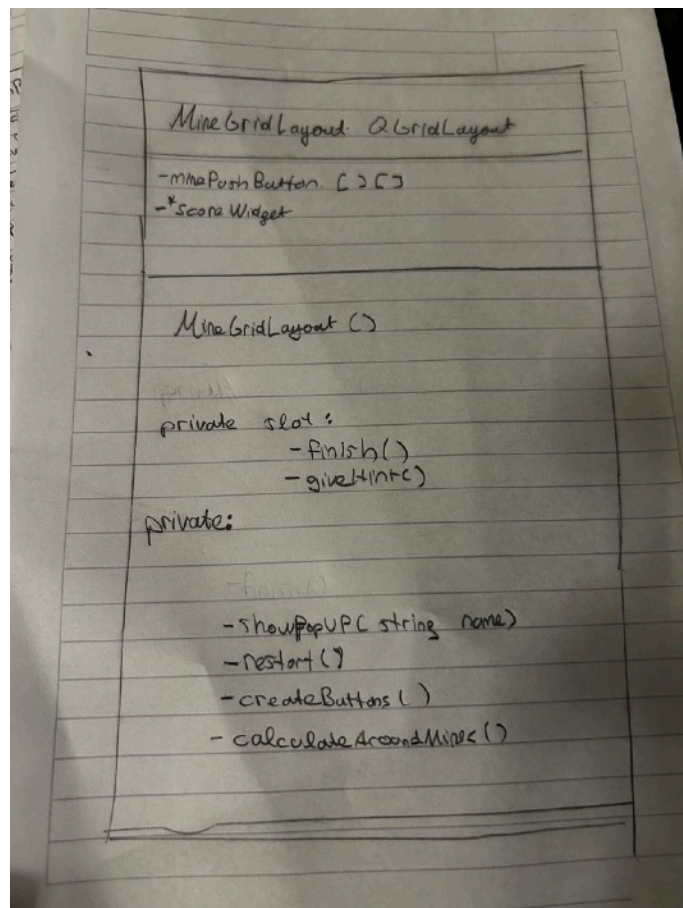 MineGridLayout: QGridLayout
-minePushButton [][]
-*ScoreWidget
MineGridLayout ()
private slot:
-finish()
-giveHint()
private:
-showPopUP( string name)
-restart()
-createButtons()
- calculateAroundMines()